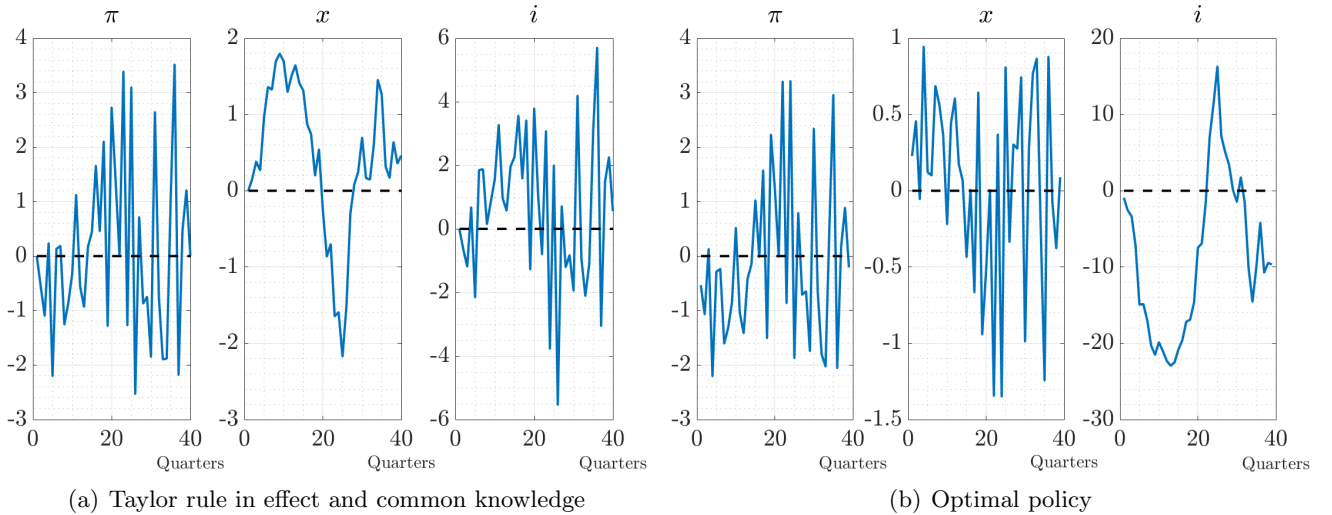 π x i π x i
4 2 6 4 1 20
3 1 4 3 0.5 10
2 0 2 2 0 0
1 -1 0 1 -0.5 -10
0 -2 -2 0 -1 -20
-1 -3 -4 -1 -1.5 -30
-2 -6 -2
-3 -3
0 20 40 0 20 40 0 20 40 0 20 40 0 20 40 0 20 40
Quarters Quarters Quarters Quarters Quarters Quarters
(a) Taylor rule in effect and common knowledge
(b) Optimal policy